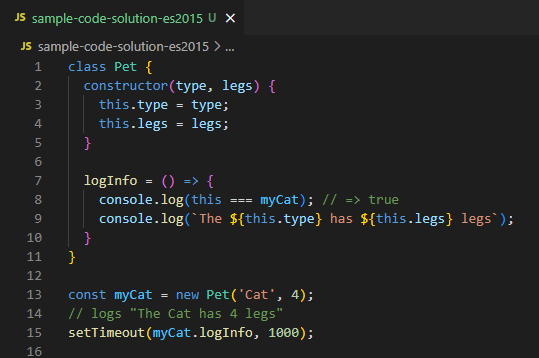 JS sample-code-solution-es2015 U ×
JS sample-code-solution-es2015 > ...
1 class Pet {
2 constructor(type, legs) {
3 this.type = type;
4 this.legs = legs;
5 }
6
7 logInfo = () => {
8 console.log(this === myCat); // => true
9 console.log(`The ${this.type} has ${this.legs} legs`);
10 }
11 }
12
13 const myCat = new Pet('Cat', 4);
14 // logs "The Cat has 4 legs"
15 setTimeout(myCat.logInfo, 1000);
16